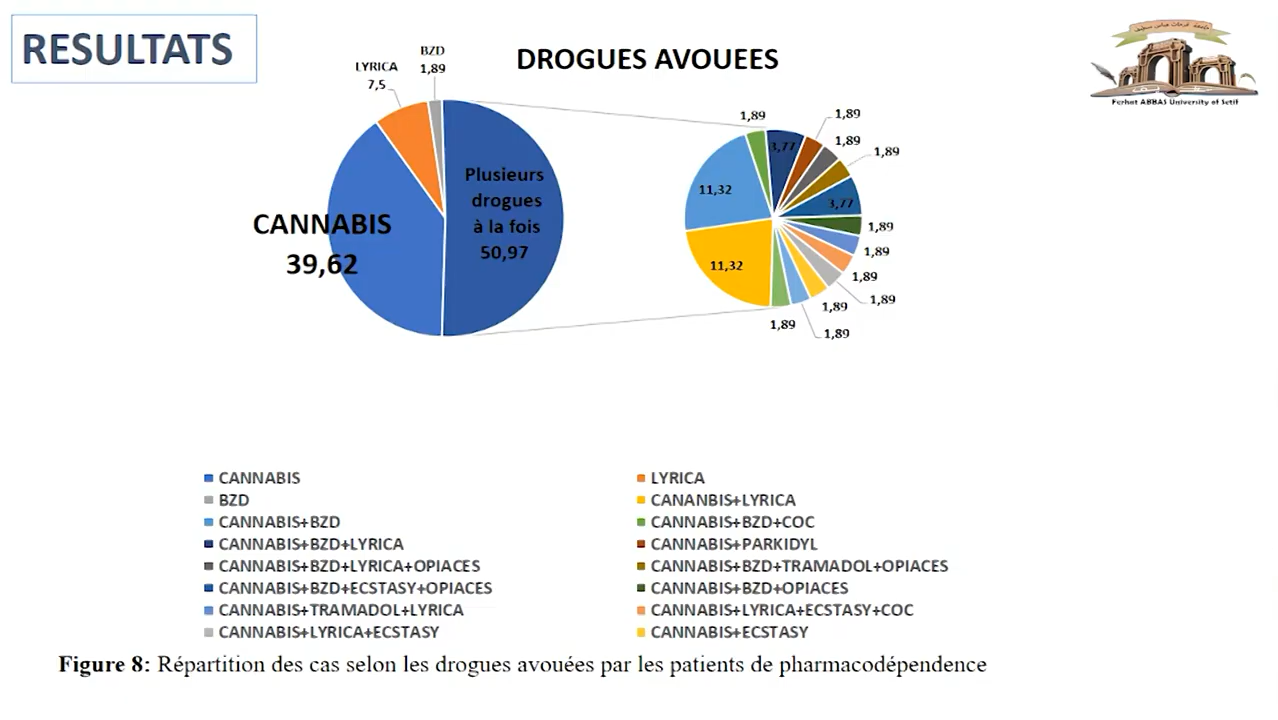 RESULTATS
DROGUES AVOUEES
Ferhat ABBAS University of Setif
BZD
1,89
LYRICA
7,5
CANNABIS
39,62
Plusieurs
drogues
à la fois
50,97
1,89
3,77
1,89
1,89
1,89
3,77
1,89
1,89
1,89
1,89
1,89
1,89
1,89
11,32
11,32
CANNABIS
LYRICA
BZD
CANANBIS+LYRICA
CANNABIS+BZD
CANNABIS+BZD+COC
CANNABIS+BZD+LYRICA
CANNABIS+PARKIDYL
CANNABIS+BZD+LYRICA+OPIACES
CANNABIS+BZD+TRAMADOL+OPIACES
CANNABIS+BZD+ECSTASY+OPIACES
CANNABIS+BZD+OPIACES
CANNABIS+TRAMADOL+LYRICA
CANNABIS+LYRICA+ECSTASY+COC
CANNABIS+LYRICA+ECSTASY
CANNABIS+ECSTASY
Figure 8: Répartition des cas selon les drogues avouées par les patients de pharmacodépendence